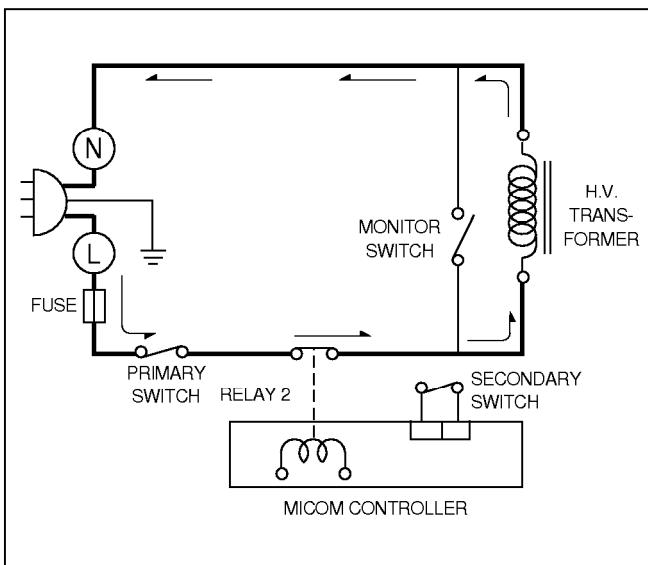 N
H.V.
TRANS-
FORMER
MONITOR
SWITCH
L
FUSE
PRIMARY
SWITCH
RELAY 2
SECONDARY
SWITCH
MICOM CONTROLLER